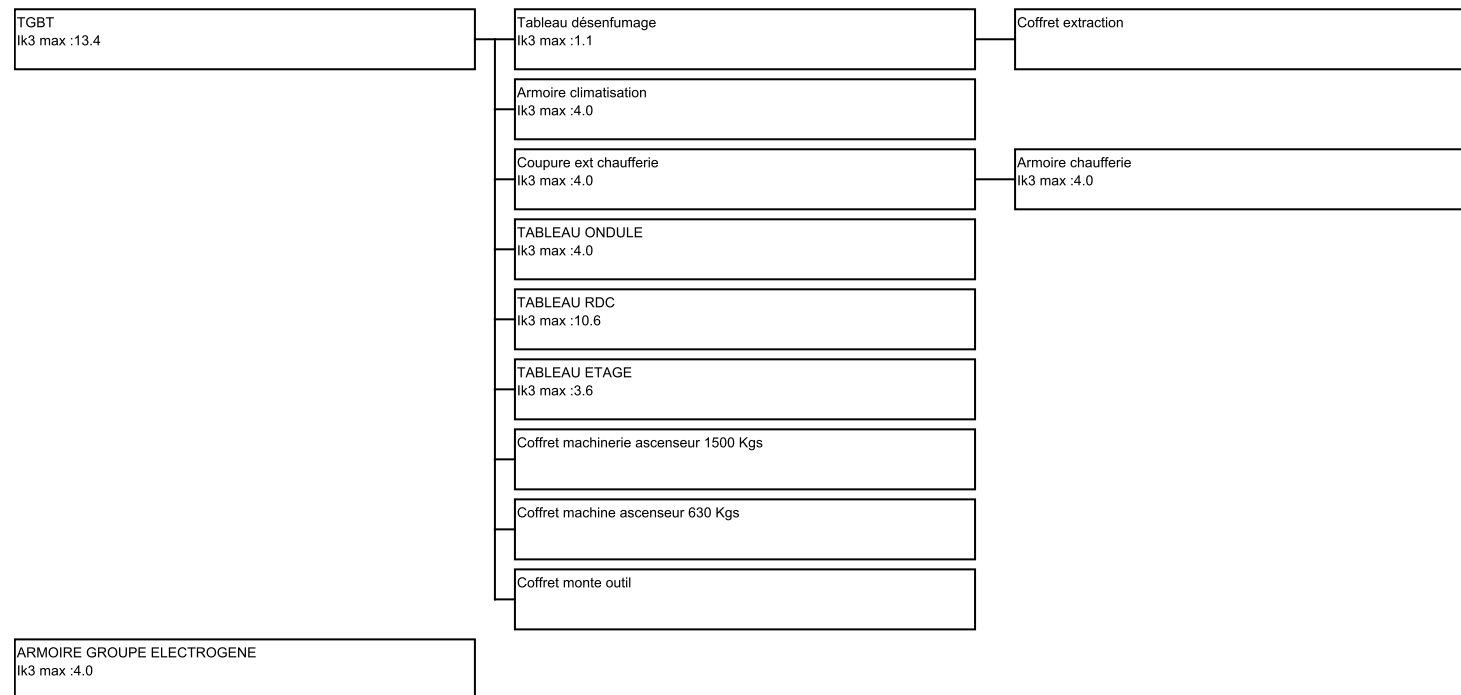 TGBT
Ik3 max :13.4
Tableau désenfumage
Ik3 max :1.1
Coffret extraction
Armoire climatisation
Ik3 max :4.0
Coupure ext chaufferie
Ik3 max :4.0
Armoire chaufferie
Ik3 max :4.0
TABLEAU ONDULE
Ik3 max :4.0
TABLEAU RDC
Ik3 max :10.6
TABLEAU ETAGE
Ik3 max :3.6
Coffret machinerie ascenseur 1500 Kgs
Coffret machine ascenseur 630 Kgs
Coffret monte outil
ARMOIRE GROUPE ELECTROGENE
Ik3 max :4.0